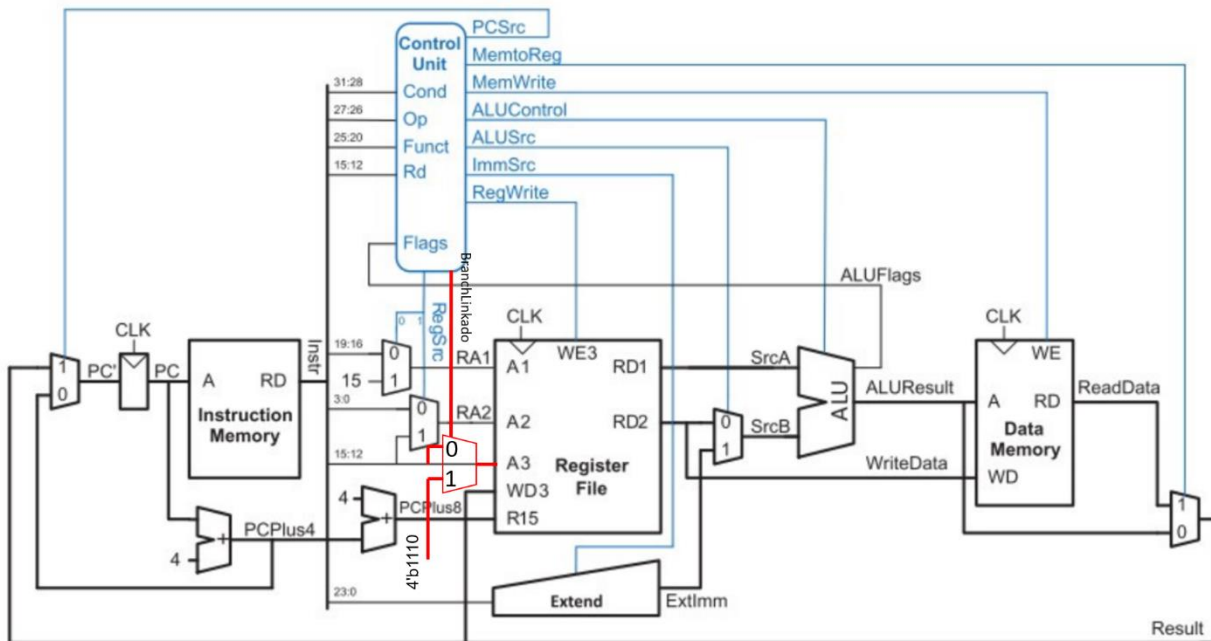 PCSrc
Control
Unit
MemtoReg
MemWrite
ALUControl
ALUSrc
ImmSrc
RegWrite
31:28
Cond
27:26
Op
25:20
Funct
15:12
Rd
Flags
BranchLinkado
ALUFlags
0 1
RegSrc
CLK
CLK
CLK
Instr
19:16
0
RA1
A1
WE3
RD1
SrcA
WE
1
0
PC'
PC
A
RD
15
1
ALU
ALUResult
A
RD
ReadData
Instruction
Memory
3:0
0
RA2
A2
RD2
0
SrcB
Data
Memory
1
1
0
15:12
A3
Register
File
WriteData
WD
1
WD3
4
+
PCPlus8
R15
1
0
PCPlus4
+
4
4'b1110
23:0
Extend
ExtImm
Result